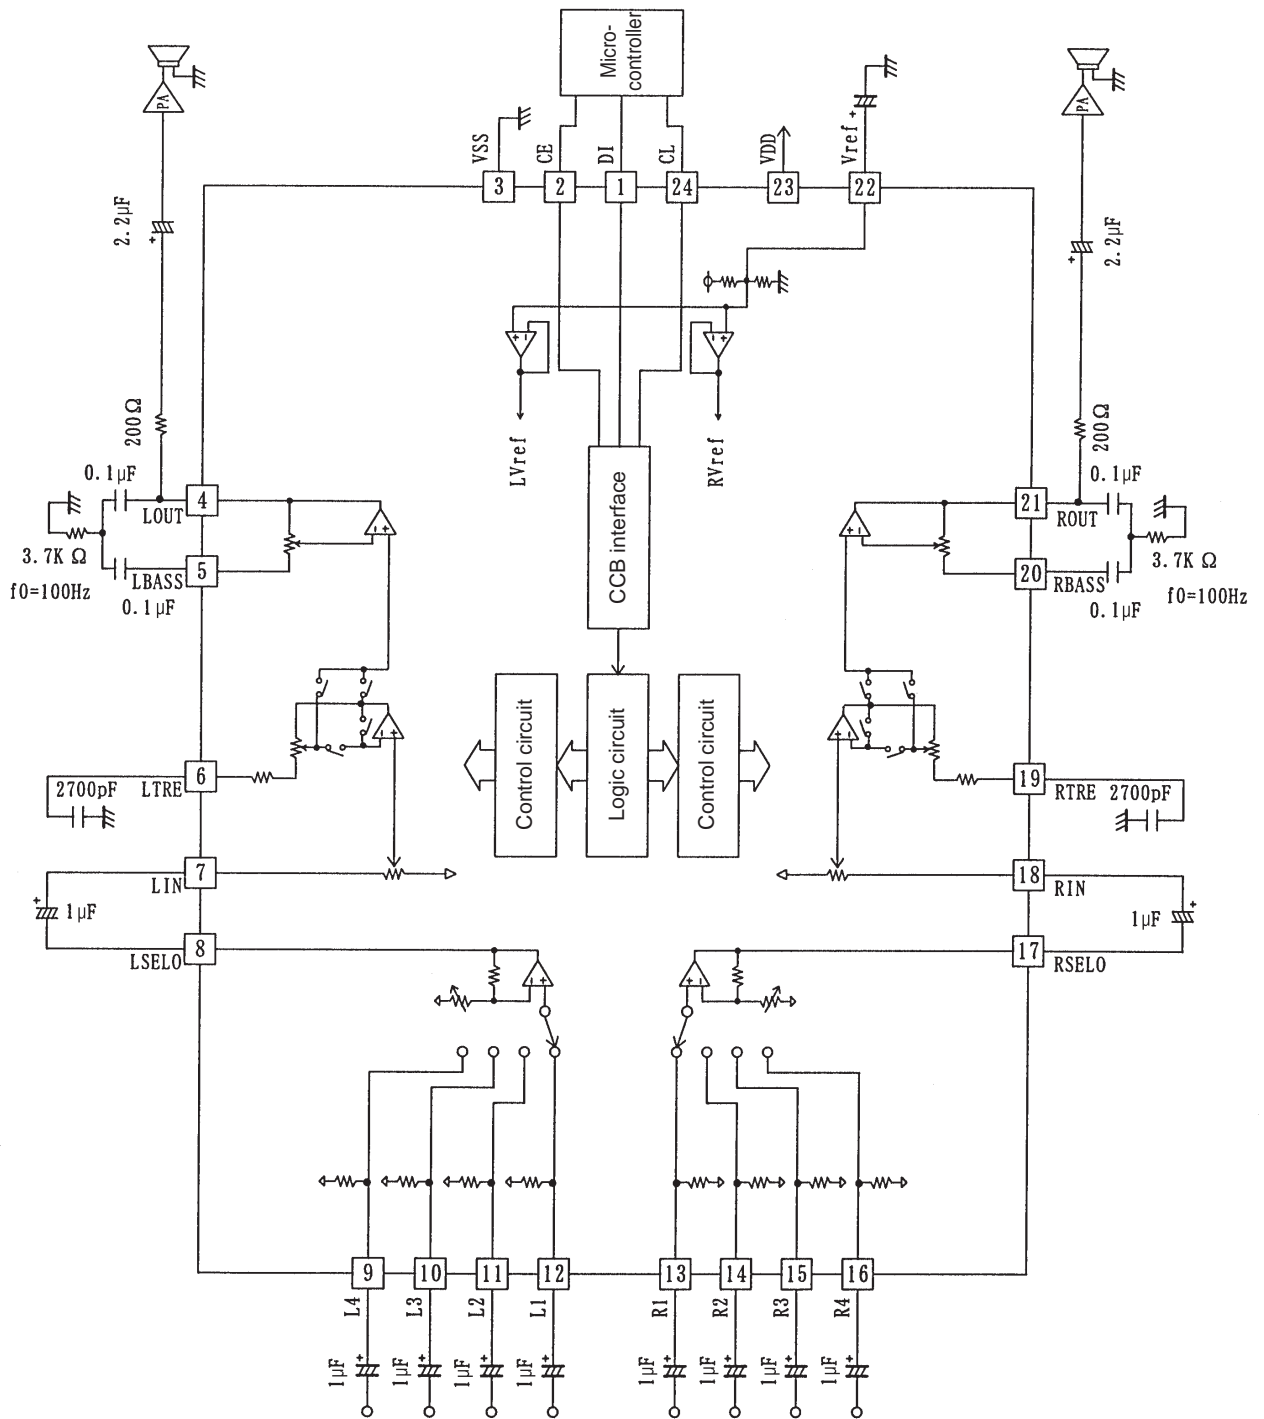 Micro-
controller
PA
PA
VSS
CE
DI
CL
VDD
Vref
+
3
2
1
24
23
22
2.2µF
+
2.2µF
+
+ −
− +
LVref
RVref
200Ω
200Ω
0.1µF
4
LOUT
3.7K Ω
f0=100Hz
5
LBASS
0.1µF
− +
CCB interface
+ −
21
ROUT
0.1µF
20
RBASS
0.1µF
3.7K Ω
f0=100Hz
− +
+ −
Control circuit
Logic circuit
Control circuit
6
LTRE
2700pF
19
RTRE
2700pF
7
LIN
18
RIN
+
1µF
1µF
+
8
LSELO
17
RSELO
− +
+ −
9
10
11
12
13
14
15
16
L4
L3
L2
L1
R1
R2
R3
R4
1µF
+
1µF
+
1µF
+
1µF
+
1µF
+
1µF
+
1µF
+
1µF
+